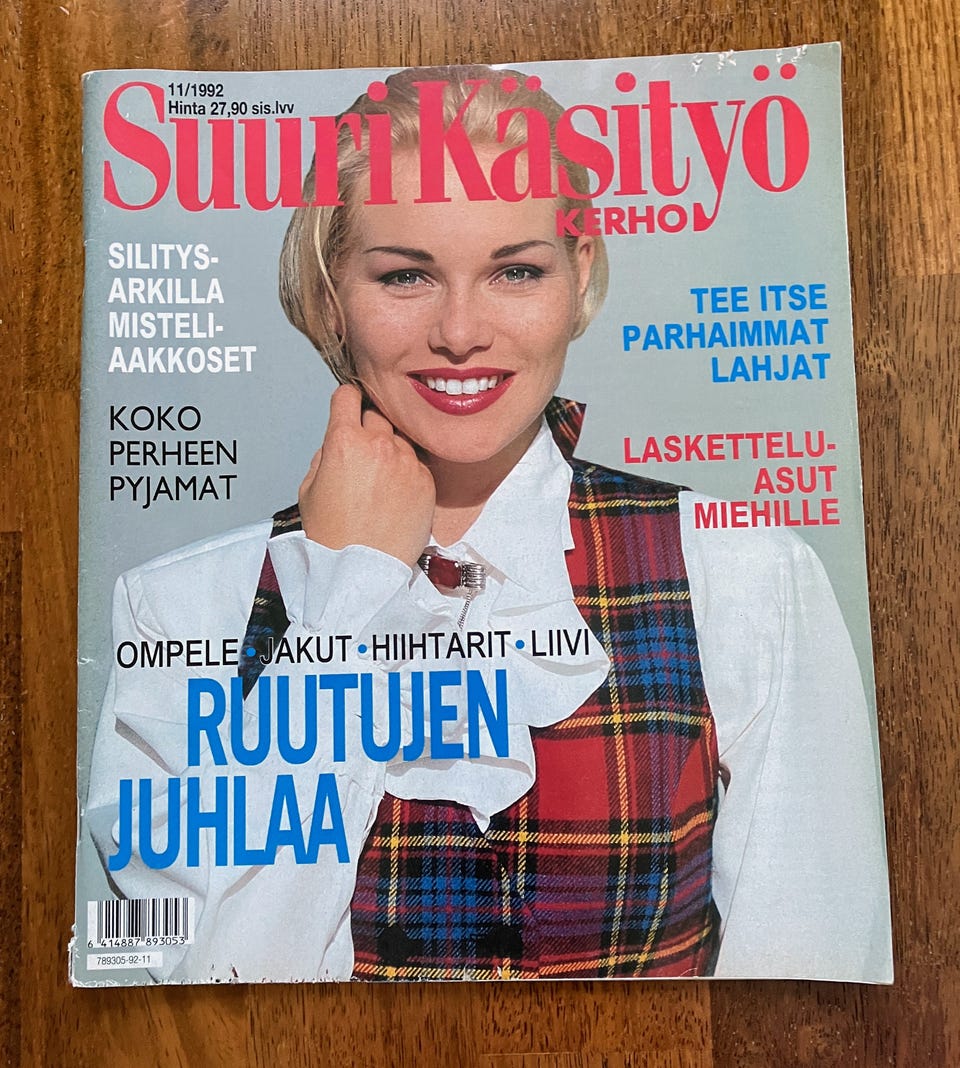 11/1992
Hinta 27,90 sis.lvv
Suuri Käsityö
KERHO
SILITYS-
ARKILLA
MISTELI-
AAKKOSET
KOKO
PERHEEN
PYJAMAT
TEE ITSE
PARHAIMMAT
LAHJAT
LASKETTELU-
ASUT
MIEHILLE
OMPELE • JAKUT • HIIHTARIT • LIIVI
RUUTUJEN
JUHLAA
6 414887 893053
789305-92-11